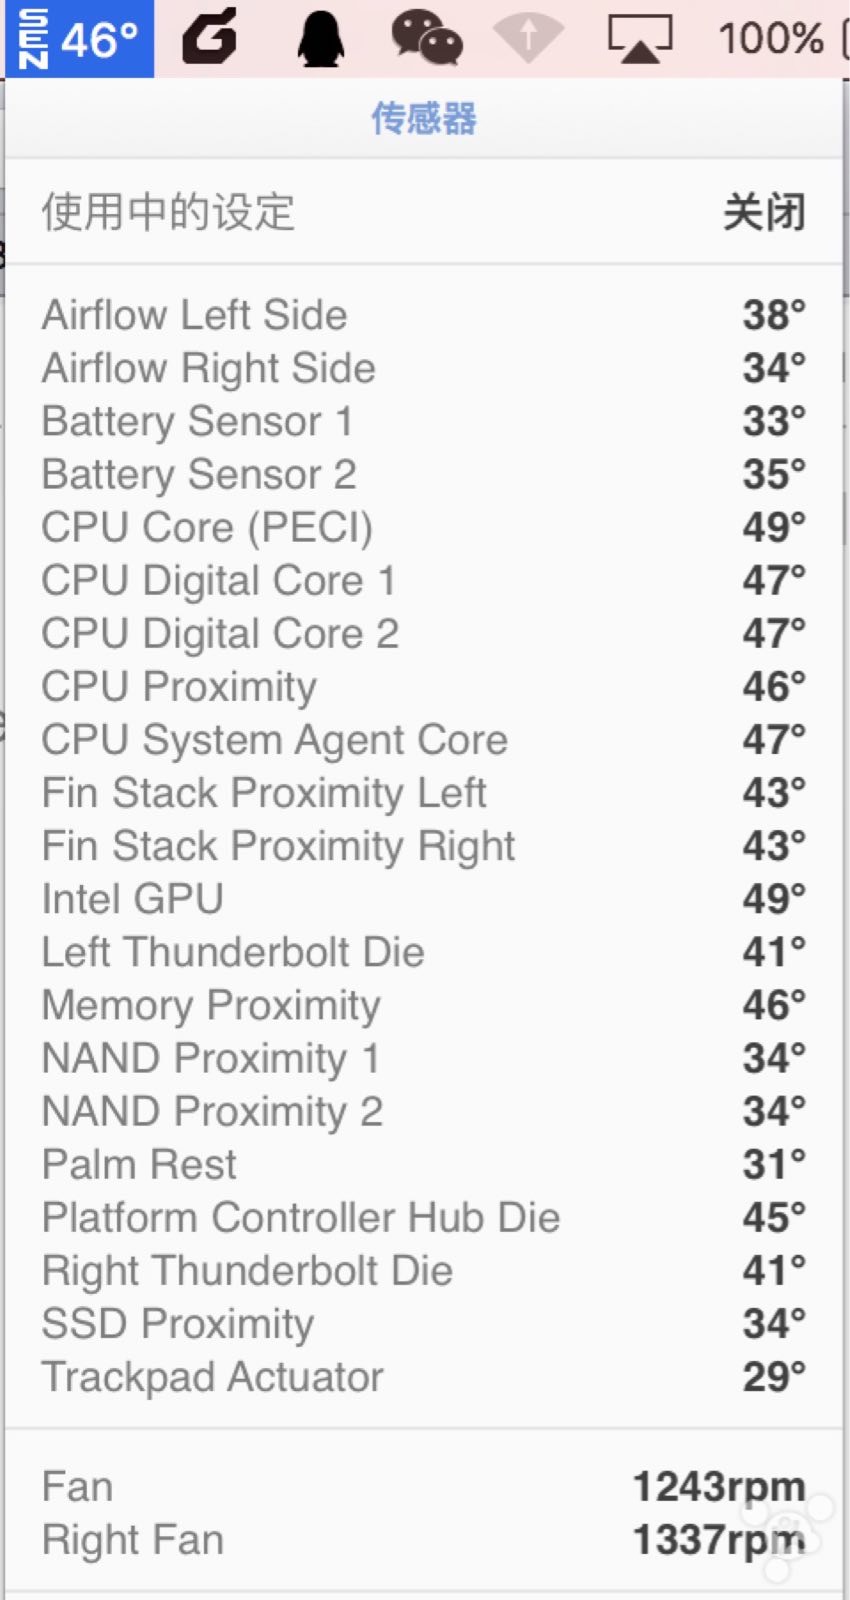 SEN 46° 100%
传感器
使用中的设定 关闭
Airflow Left Side 38°
Airflow Right Side 34°
Battery Sensor 1 33°
Battery Sensor 2 35°
CPU Core (PECI) 49°
CPU Digital Core 1 47°
CPU Digital Core 2 47°
CPU Proximity 46°
CPU System Agent Core 47°
Fin Stack Proximity Left 43°
Fin Stack Proximity Right 43°
Intel GPU 49°
Left Thunderbolt Die 41°
Memory Proximity 46°
NAND Proximity 1 34°
NAND Proximity 2 34°
Palm Rest 31°
Platform Controller Hub Die 45°
Right Thunderbolt Die 41°
SSD Proximity 34°
Trackpad Actuator 29°
Fan 1243rpm
Right Fan 1337rpm